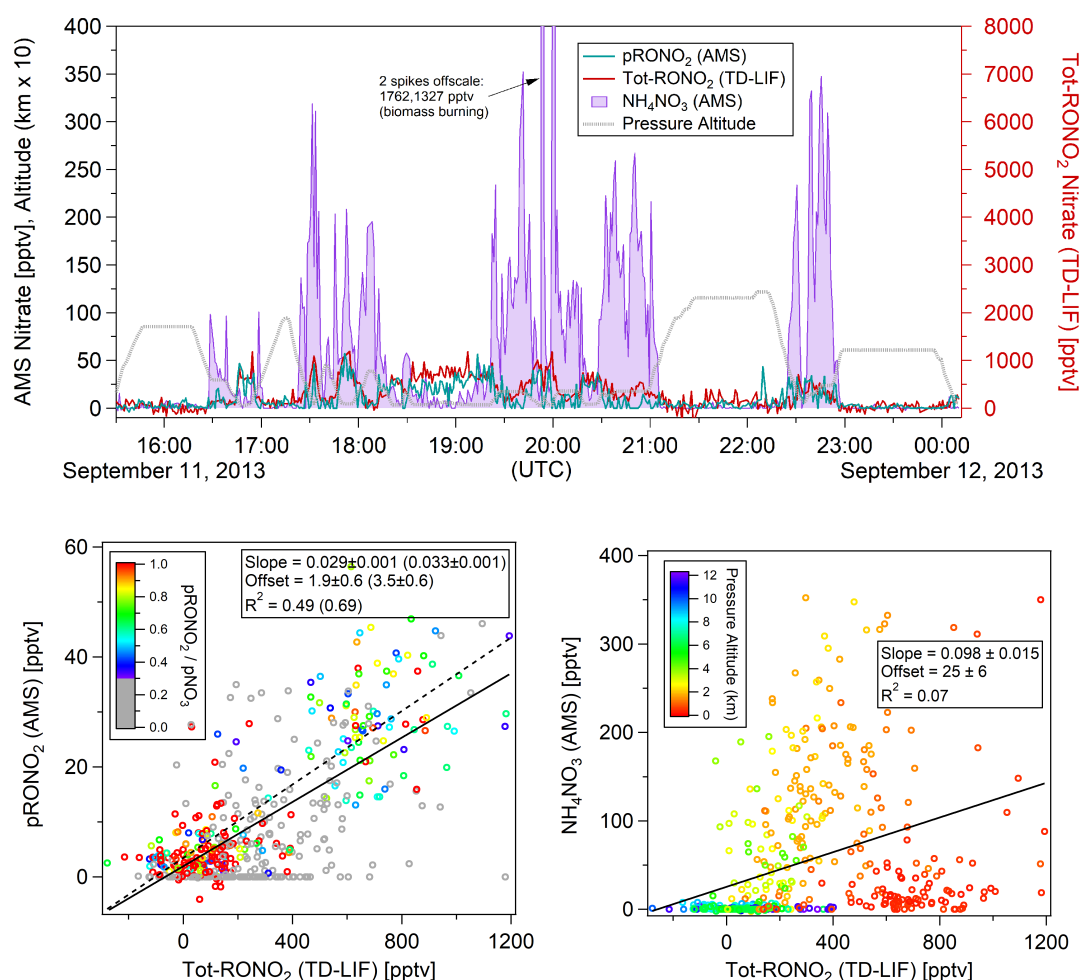 400
350
300
250
200
150
100
50
0
AMS Nitrate [pptv], Altitude (km x 10)
2 spikes offscale:
1762,1327 pptv
(biomass burning)
pRONO₂ (AMS)
Tot-RONO₂ (TD-LIF)
NH₄NO₃ (AMS)
Pressure Altitude
8000
7000
6000
5000
4000
3000
2000
1000
0
Tot-RONO₂ Nitrate (TD-LIF) [pptv]
16:00 17:00 18:00 19:00 20:00 21:00 22:00 23:00 00:00
September 11, 2013 (UTC) September 12, 2013
60
40
20
0
pRONO₂ (AMS) [pptv]
1.0
0.8
0.6
0.4
0.2
0.0
pRONO₂ / pNO₃
Slope = 0.029±0.001 (0.033±0.001)
Offset = 1.9±0.6 (3.5±0.6)
R² = 0.49 (0.69)
0 400 800 1200
Tot-RONO₂ (TD-LIF) [pptv]
400
300
200
100
0
NH₄NO₃ (AMS) [pptv]
12
10
8
6
4
2
0
Pressure Altitude (km)
Slope = 0.098 ± 0.015
Offset = 25 ± 6
R² = 0.07
0 400 800 1200
Tot-RONO₂ (TD-LIF) [pptv]